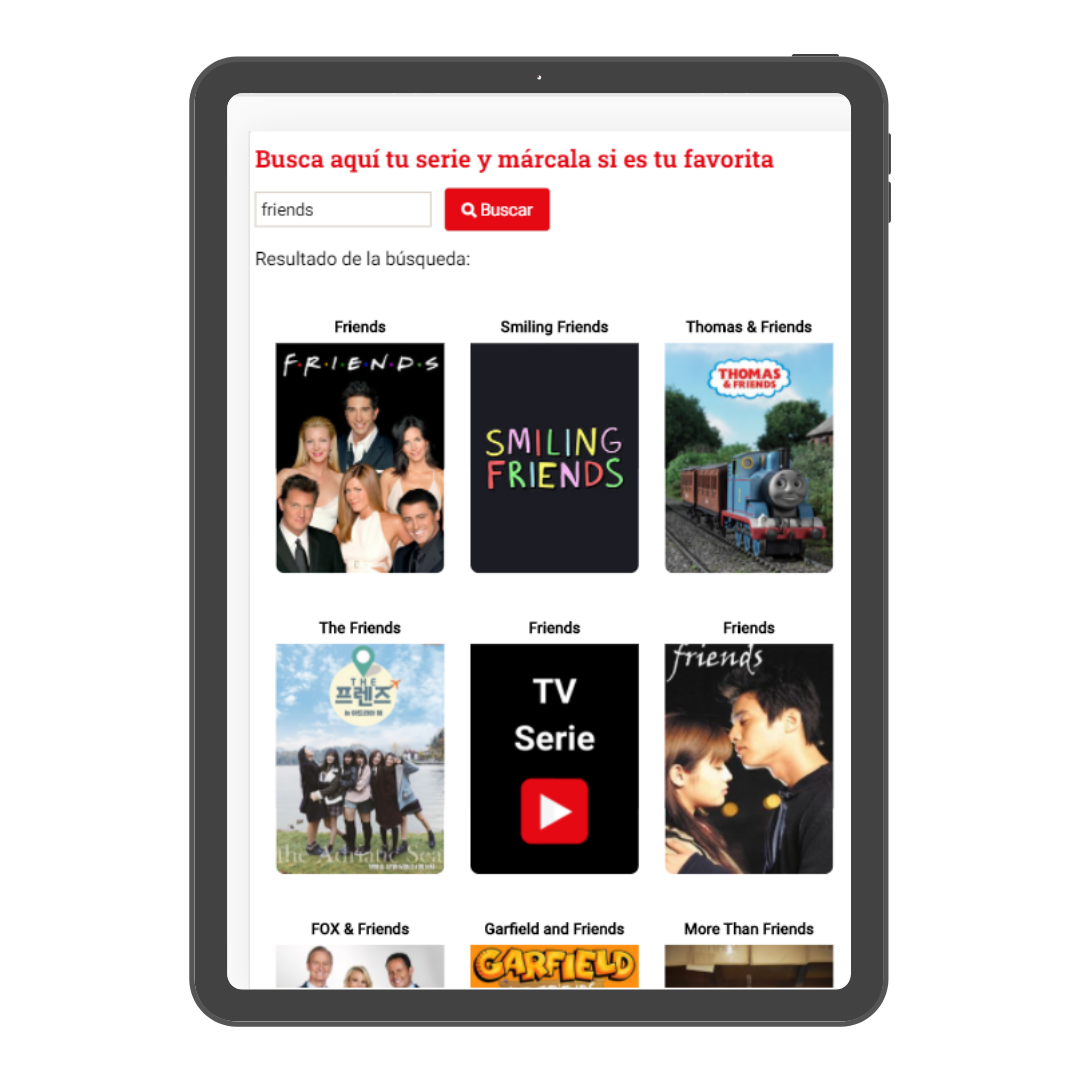 Busca aquí tu serie y márcala si es tu favorita
friends
Buscar
Resultado de la búsqueda:
Friends
Smiling Friends
Thomas & Friends
F·R·I·E·N·D·S
SMILING
FRIENDS
THOMAS
& FRIENDS
The Friends
Friends
Friends
THE
프렌즈
TV
Serie
friends
the Adriatic Sea
FOX & Friends
Garfield and Friends
More Than Friends
GARFIELD